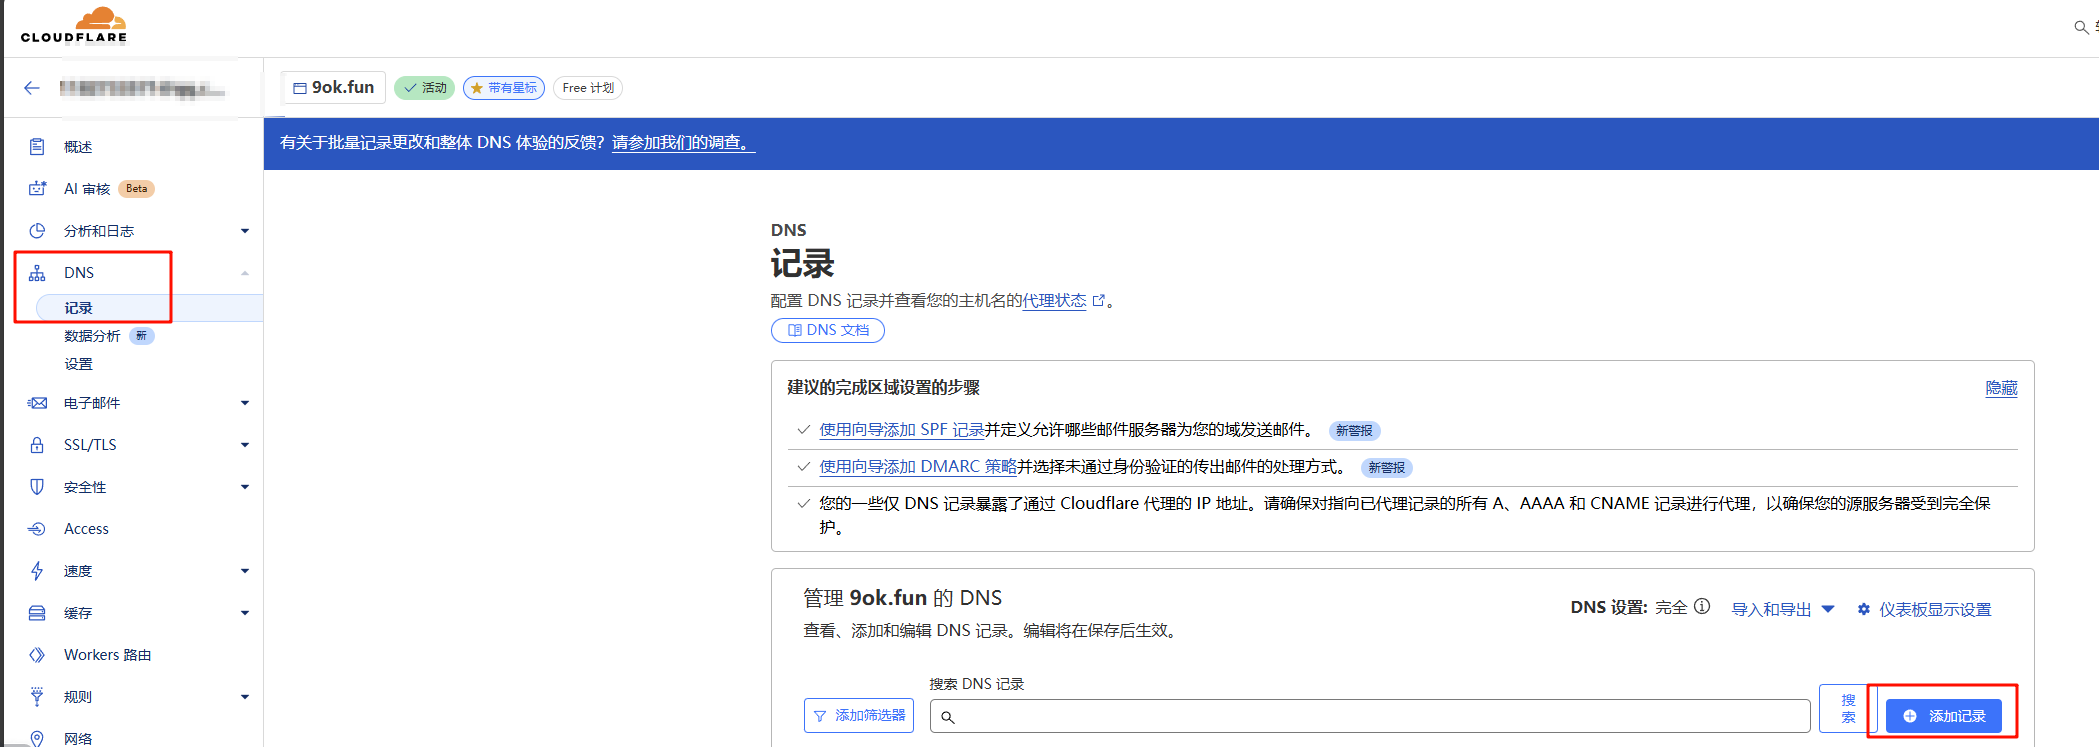 CLOUDFLARE
9ok.fun
活动
带有星标
Free 计划
有关于批量记录更改和整体 DNS 体验的反馈？请参加我们的调查。
概述
AI 审核 Beta
分析和日志
DNS
记录
数据分析 新
设置
电子邮件
SSL/TLS
安全性
Access
速度
缓存
Workers 路由
规则
网络
DNS
记录
配置 DNS 记录并查看您的主机名的代理状态。
DNS 文档
建议的完成区域设置的步骤
隐藏
使用向导添加 SPF 记录并定义允许哪些邮件服务器为您的域发送邮件。 新警报
使用向导添加 DMARC 策略并选择未通过身份验证的传出邮件的处理方式。 新警报
您的一些仅 DNS 记录暴露了通过 Cloudflare 代理的 IP 地址。请确保对指向已代理记录的所有 A、AAAA 和 CNAME 记录进行代理，以确保您的源服务器受到完全保
护。
管理 9ok.fun 的 DNS
DNS 设置: 完全
导入和导出
仪表板显示设置
查看、添加和编辑 DNS 记录。编辑将在保存后生效。
搜索 DNS 记录
添加筛选器
搜
索
添加记录